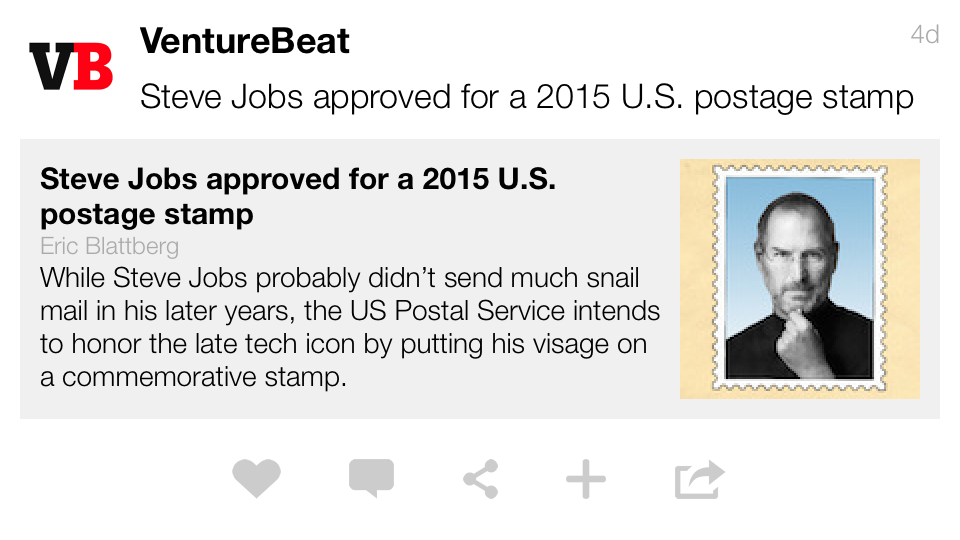 VB
VentureBeat
4d
Steve Jobs approved for a 2015 U.S. postage stamp
Steve Jobs approved for a 2015 U.S.
postage stamp
Eric Blattberg
While Steve Jobs probably didn’t send much snail
mail in his later years, the US Postal Service intends
to honor the late tech icon by putting his visage on
a commemorative stamp.